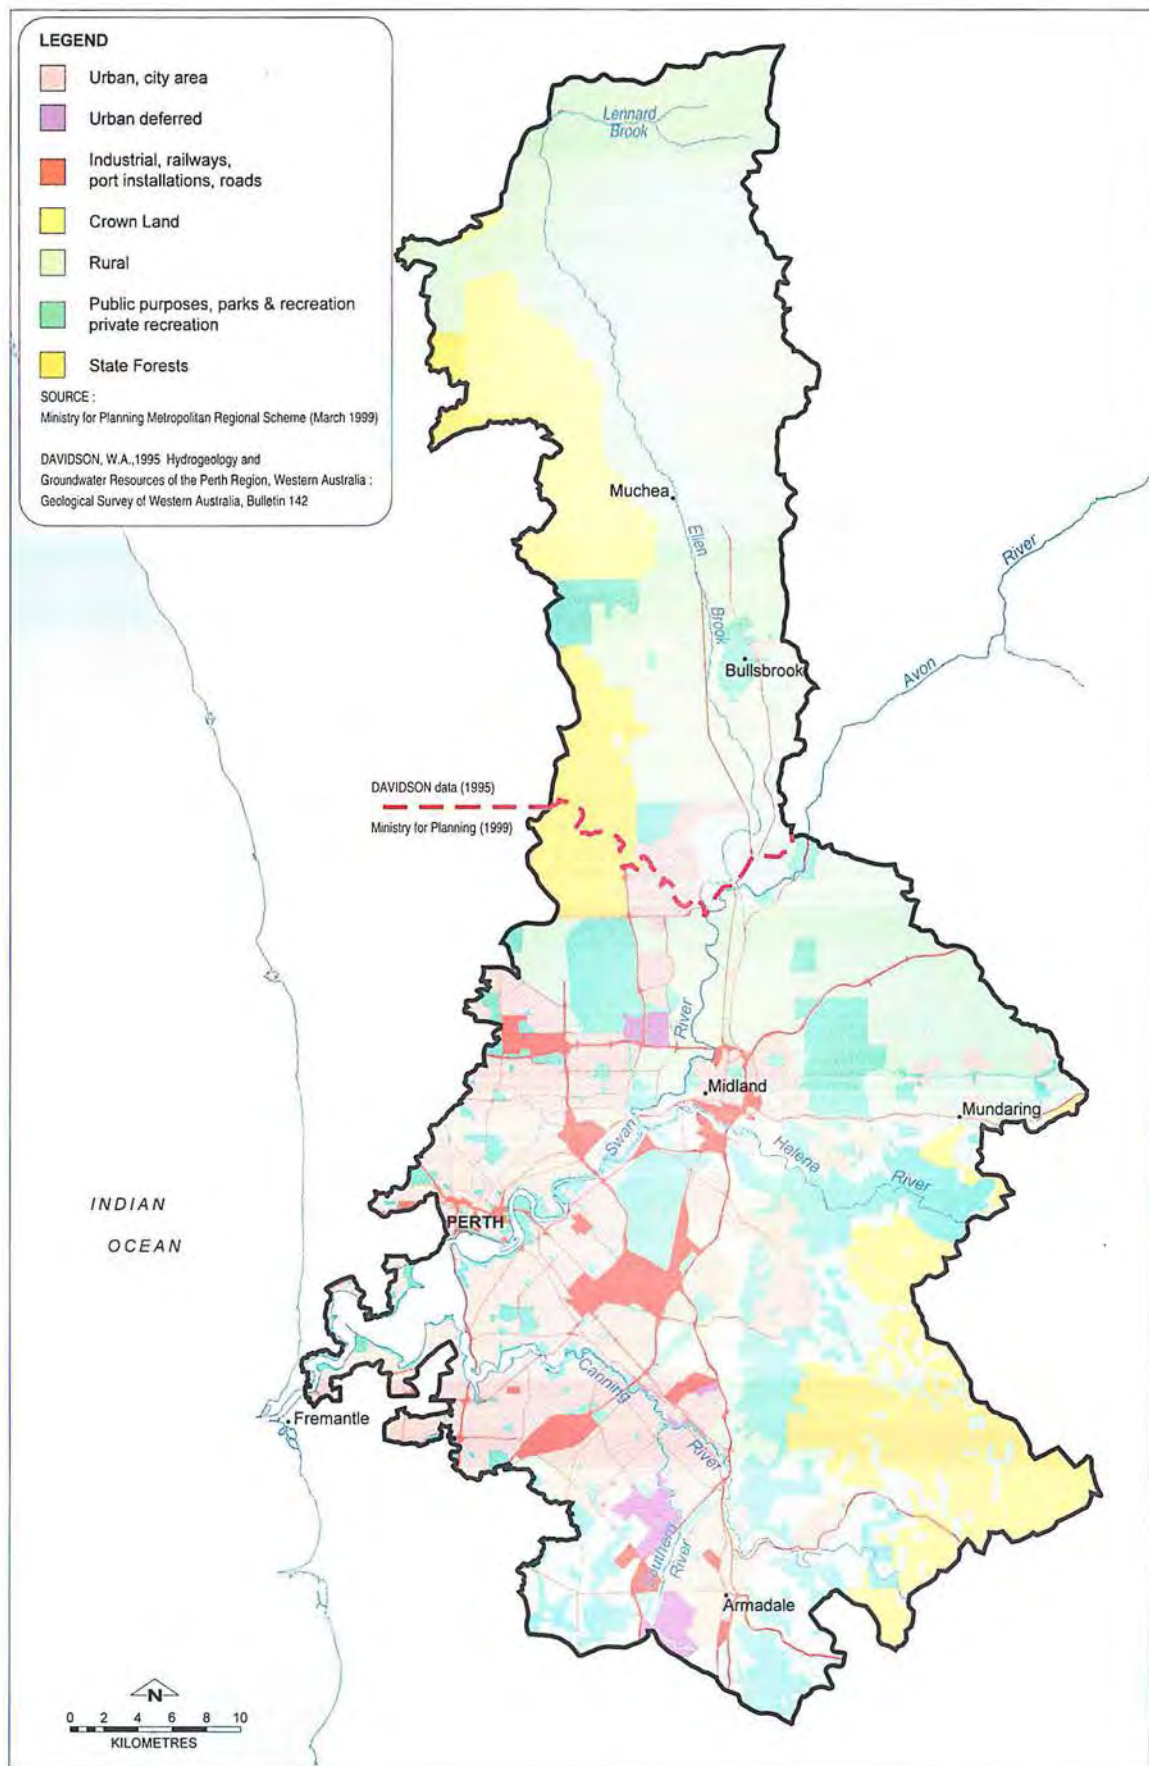 LEGEND
Urban, city area
Urban deferred
Industrial, railways,
port installations, roads
Crown Land
Rural
Public purposes, parks & recreation
private recreation
State Forests
SOURCE :
Ministry for Planning Metropolitan Regional Scheme (March 1999)
DAVIDSON, W.A.,1995 Hydrogeology and
Groundwater Resources of the Perth Region, Western Australia :
Geological Survey of Western Australia, Bulletin 142
Lennard
Brook
Muchea
Ellen
Brook
Bullsbrook
River
Avon
DAVIDSON data (1995)
Ministry for Planning (1999)
River
Midland
Mundaring
Swan
Helena
River
INDIAN
OCEAN
PERTH
Canning
River
Fremantle
Southern
River
Armadale
N
0 2 4 6 8 10
KILOMETRES